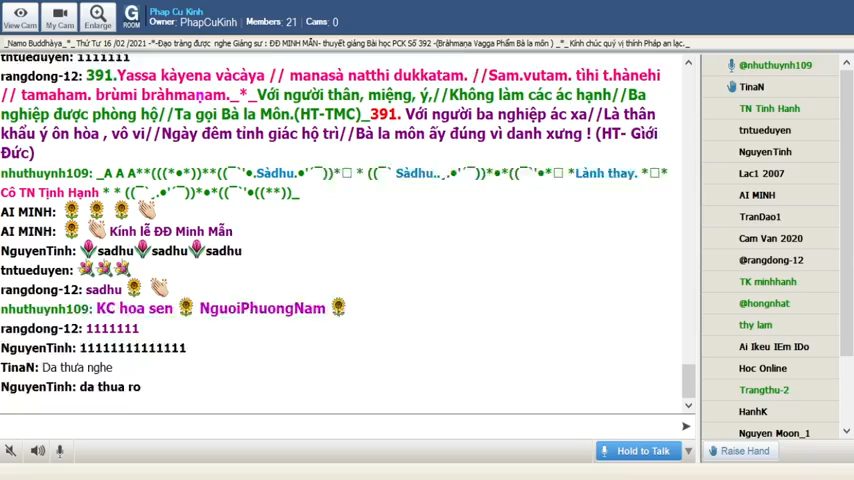 View Cam
My Cam
Enlarge
G
ROOM
Phap Cu Kinh
Owner: PhapCuKinh , Members: 21 , Cams: 0
_Namo Buddhàya_*_ Thứ Tư 16 /02 /2021 -*-Đạo tràng được nghe Giảng sư : ĐĐ MINH MẪN- thuyết giảng Bài học PCK Số 392 -(Bràhmaṇa Vagga Phẩm Bà la môn ) _*_ Kính chúc quý vị thính Pháp an lạc._
tntueduyen: 1111111
rangdong-12: 391.Yassa kàyena vàcàya // manasà natthi dukkatam. //Sam.vutam. tìhi t.hànehi
// tamaham. brùmi bràhmaṇam._*_Với người thân, miệng, ý,//Không làm các ác hạnh//Ba
nghiệp được phòng hộ//Ta gọi Bà la Môn.(HT-TMC)_391. Với người ba nghiệp ác xa//Là thân
khẩu ý ôn hòa , vô vi//Ngày đêm tỉnh giác hộ trì//Bà la môn ấy đúng vì danh xưng ! (HT- Giới
Đức)
nhuthuynh109: _A A A**(((*•*))**((¯`'•.Sàdhu.•'´¯))*□ * ((¯` Sàdhu..¸.•'´¯))*•*((¯`'•*□ *Lành thay. *□*
Cô TN Tịnh Hạnh * * ((¯`¸.•'´¯))*•*((¯`'•((**))_
AI MINH:
AI MINH: Kính lễ ĐĐ Minh Mẫn
NguyenTinh: sadhu sadhu sadhu
tntueduyen:
rangdong-12: sadhu
nhuthuynh109: KC hoa sen NguoiPhuongNam
rangdong-12: 1111111
NguyenTinh: 11111111111111
TinaN: Da thưa nghe
NguyenTinh: da thua ro
@nhuthuynh109
TinaN
TN Tinh Hanh
tntueduyen
NguyenTinh
Lac1 2007
AI MINH
TranDao1
Cam Van 2020
@rangdong-12
TK minhhanh
@hongnhat
thy lam
Ai Ikeu IEm IDo
Hoc Online
Trangthu-2
HanhK
Nguyen Moon_1
Hold to Talk
Raise Hand